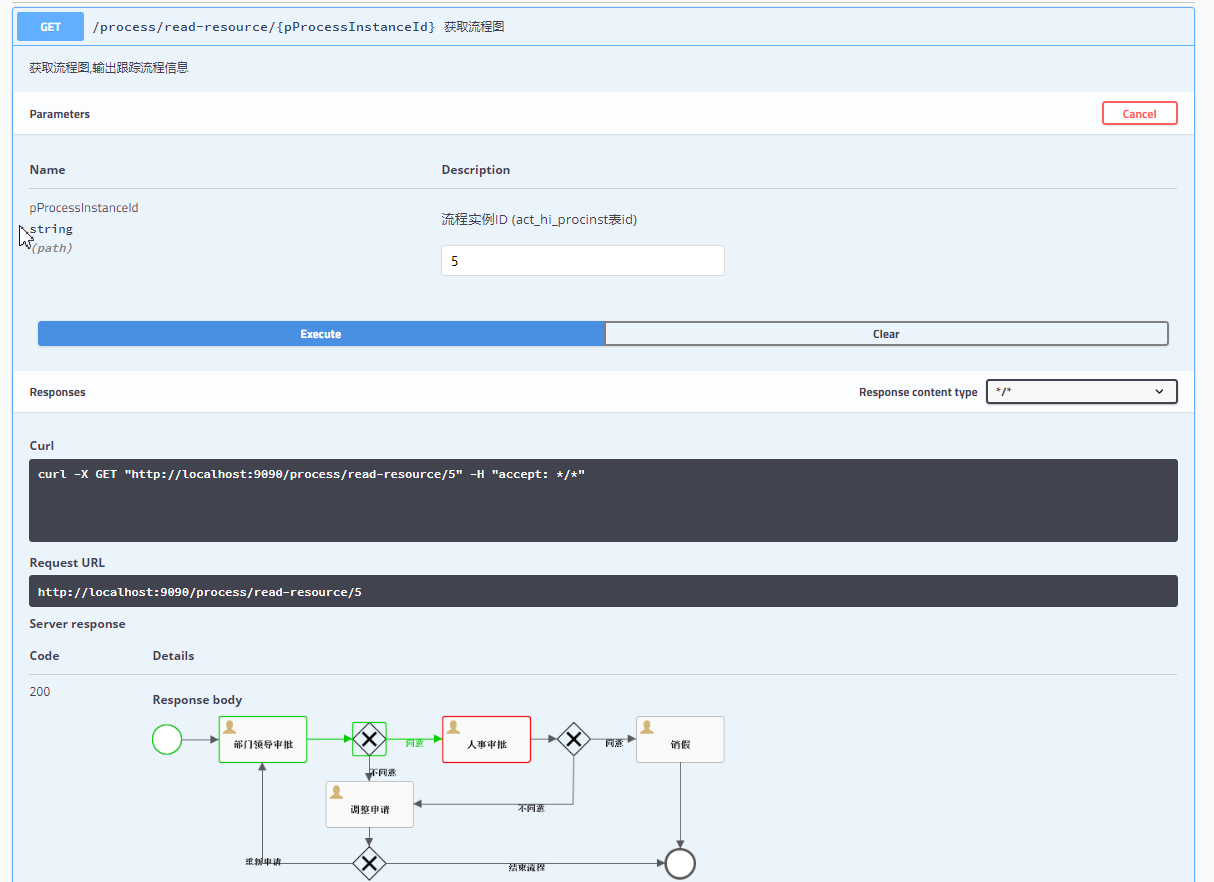 GET /process/read-resource/{pProcessInstanceId} 获取流程图
获取流程图,输出跟踪流程信息
Parameters Cancel
Name Description
pProcessInstanceId
string
(path)
流程实例ID (act_hi_procinst表id)
5
Execute Clear
Responses Response content type */*
Curl
curl -X GET "http://localhost:9090/process/read-resource/5" -H "accept: */*"
Request URL
http://localhost:9090/process/read-resource/5
Server response
Code Details
200
Response body
部门领导审批 同意 人事审批 同意 销假
不同意
调整申请 不同意
重新申请 结束流程